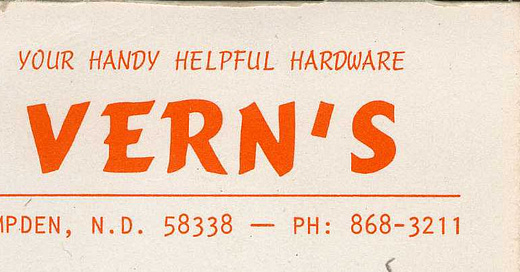 YOUR HANDY HELPFUL HARDWARE
VERN'S
MPDEN, N.D. 58338 — PH: 868-3211